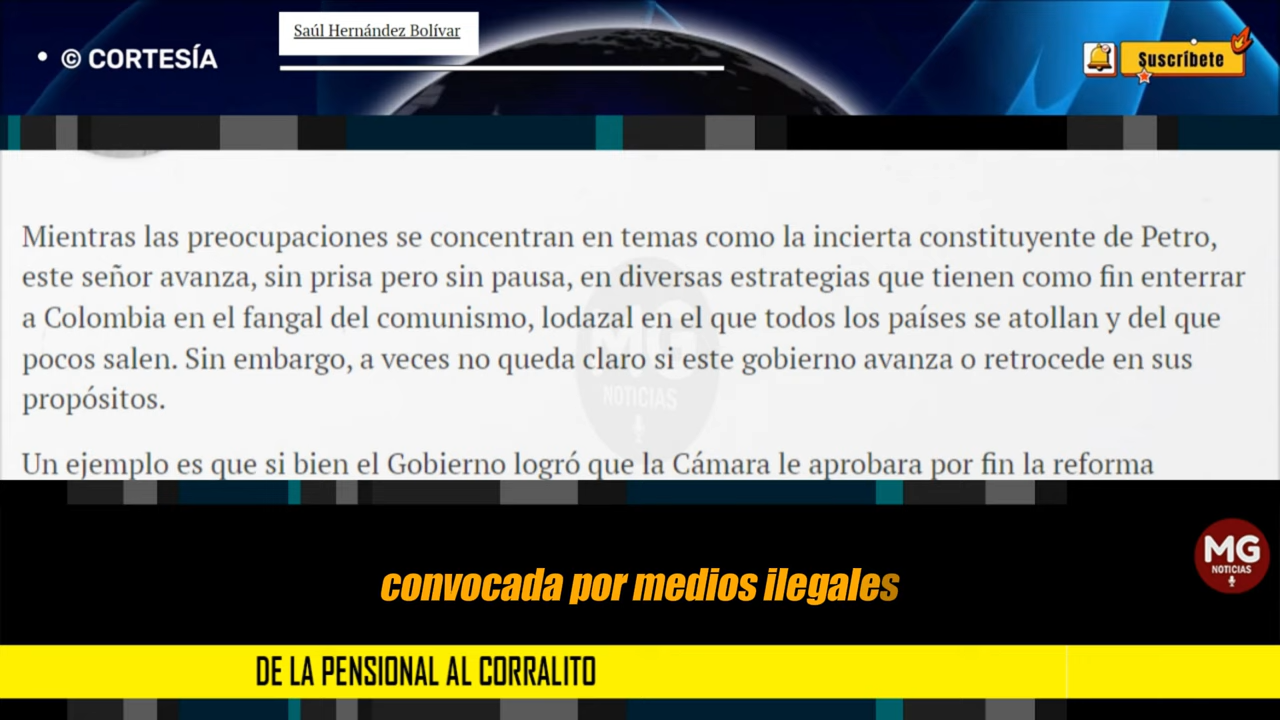 Saúl Hernández Bolívar
• © CORTESÍA
Suscríbete
Mientras las preocupaciones se concentran en temas como la incierta constituyente de Petro,
este señor avanza, sin prisa pero sin pausa, en diversas estrategias que tienen como fin enterrar
a Colombia en el fangal del comunismo, lodazal en el que todos los países se atollan y del que
pocos salen. Sin embargo, a veces no queda claro si este gobierno avanza o retrocede en sus
propósitos.
MG
NOTICIAS
Un ejemplo es que si bien el Gobierno logró que la Cámara le aprobara por fin la reforma
MG
NOTICIAS
convocada por medios ilegales
DE LA PENSIONAL AL CORRALITO